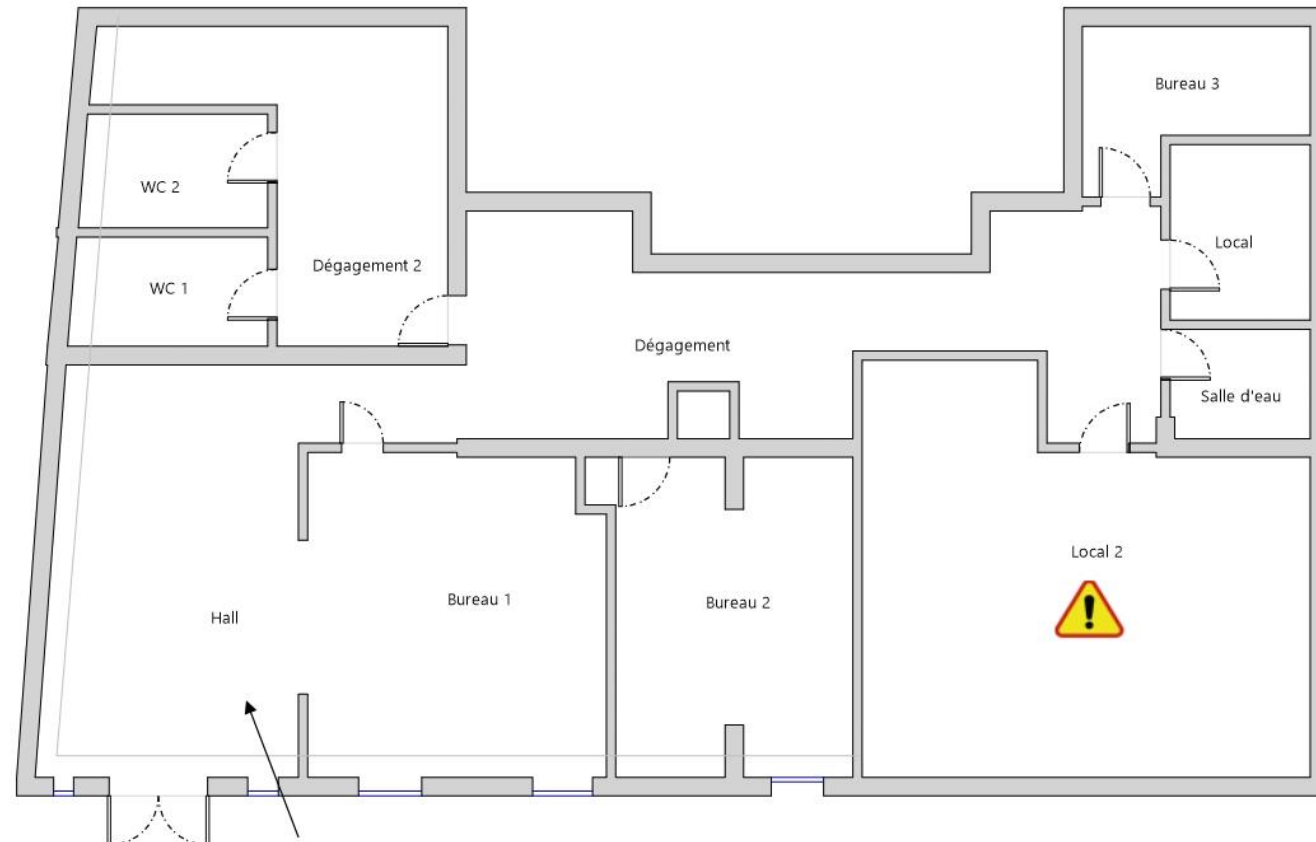 Bureau 3
WC 2
Local
Dégagement 2
WC 1
Dégagement
Salle d'eau
Local 2
Bureau 1
Bureau 2
Hall